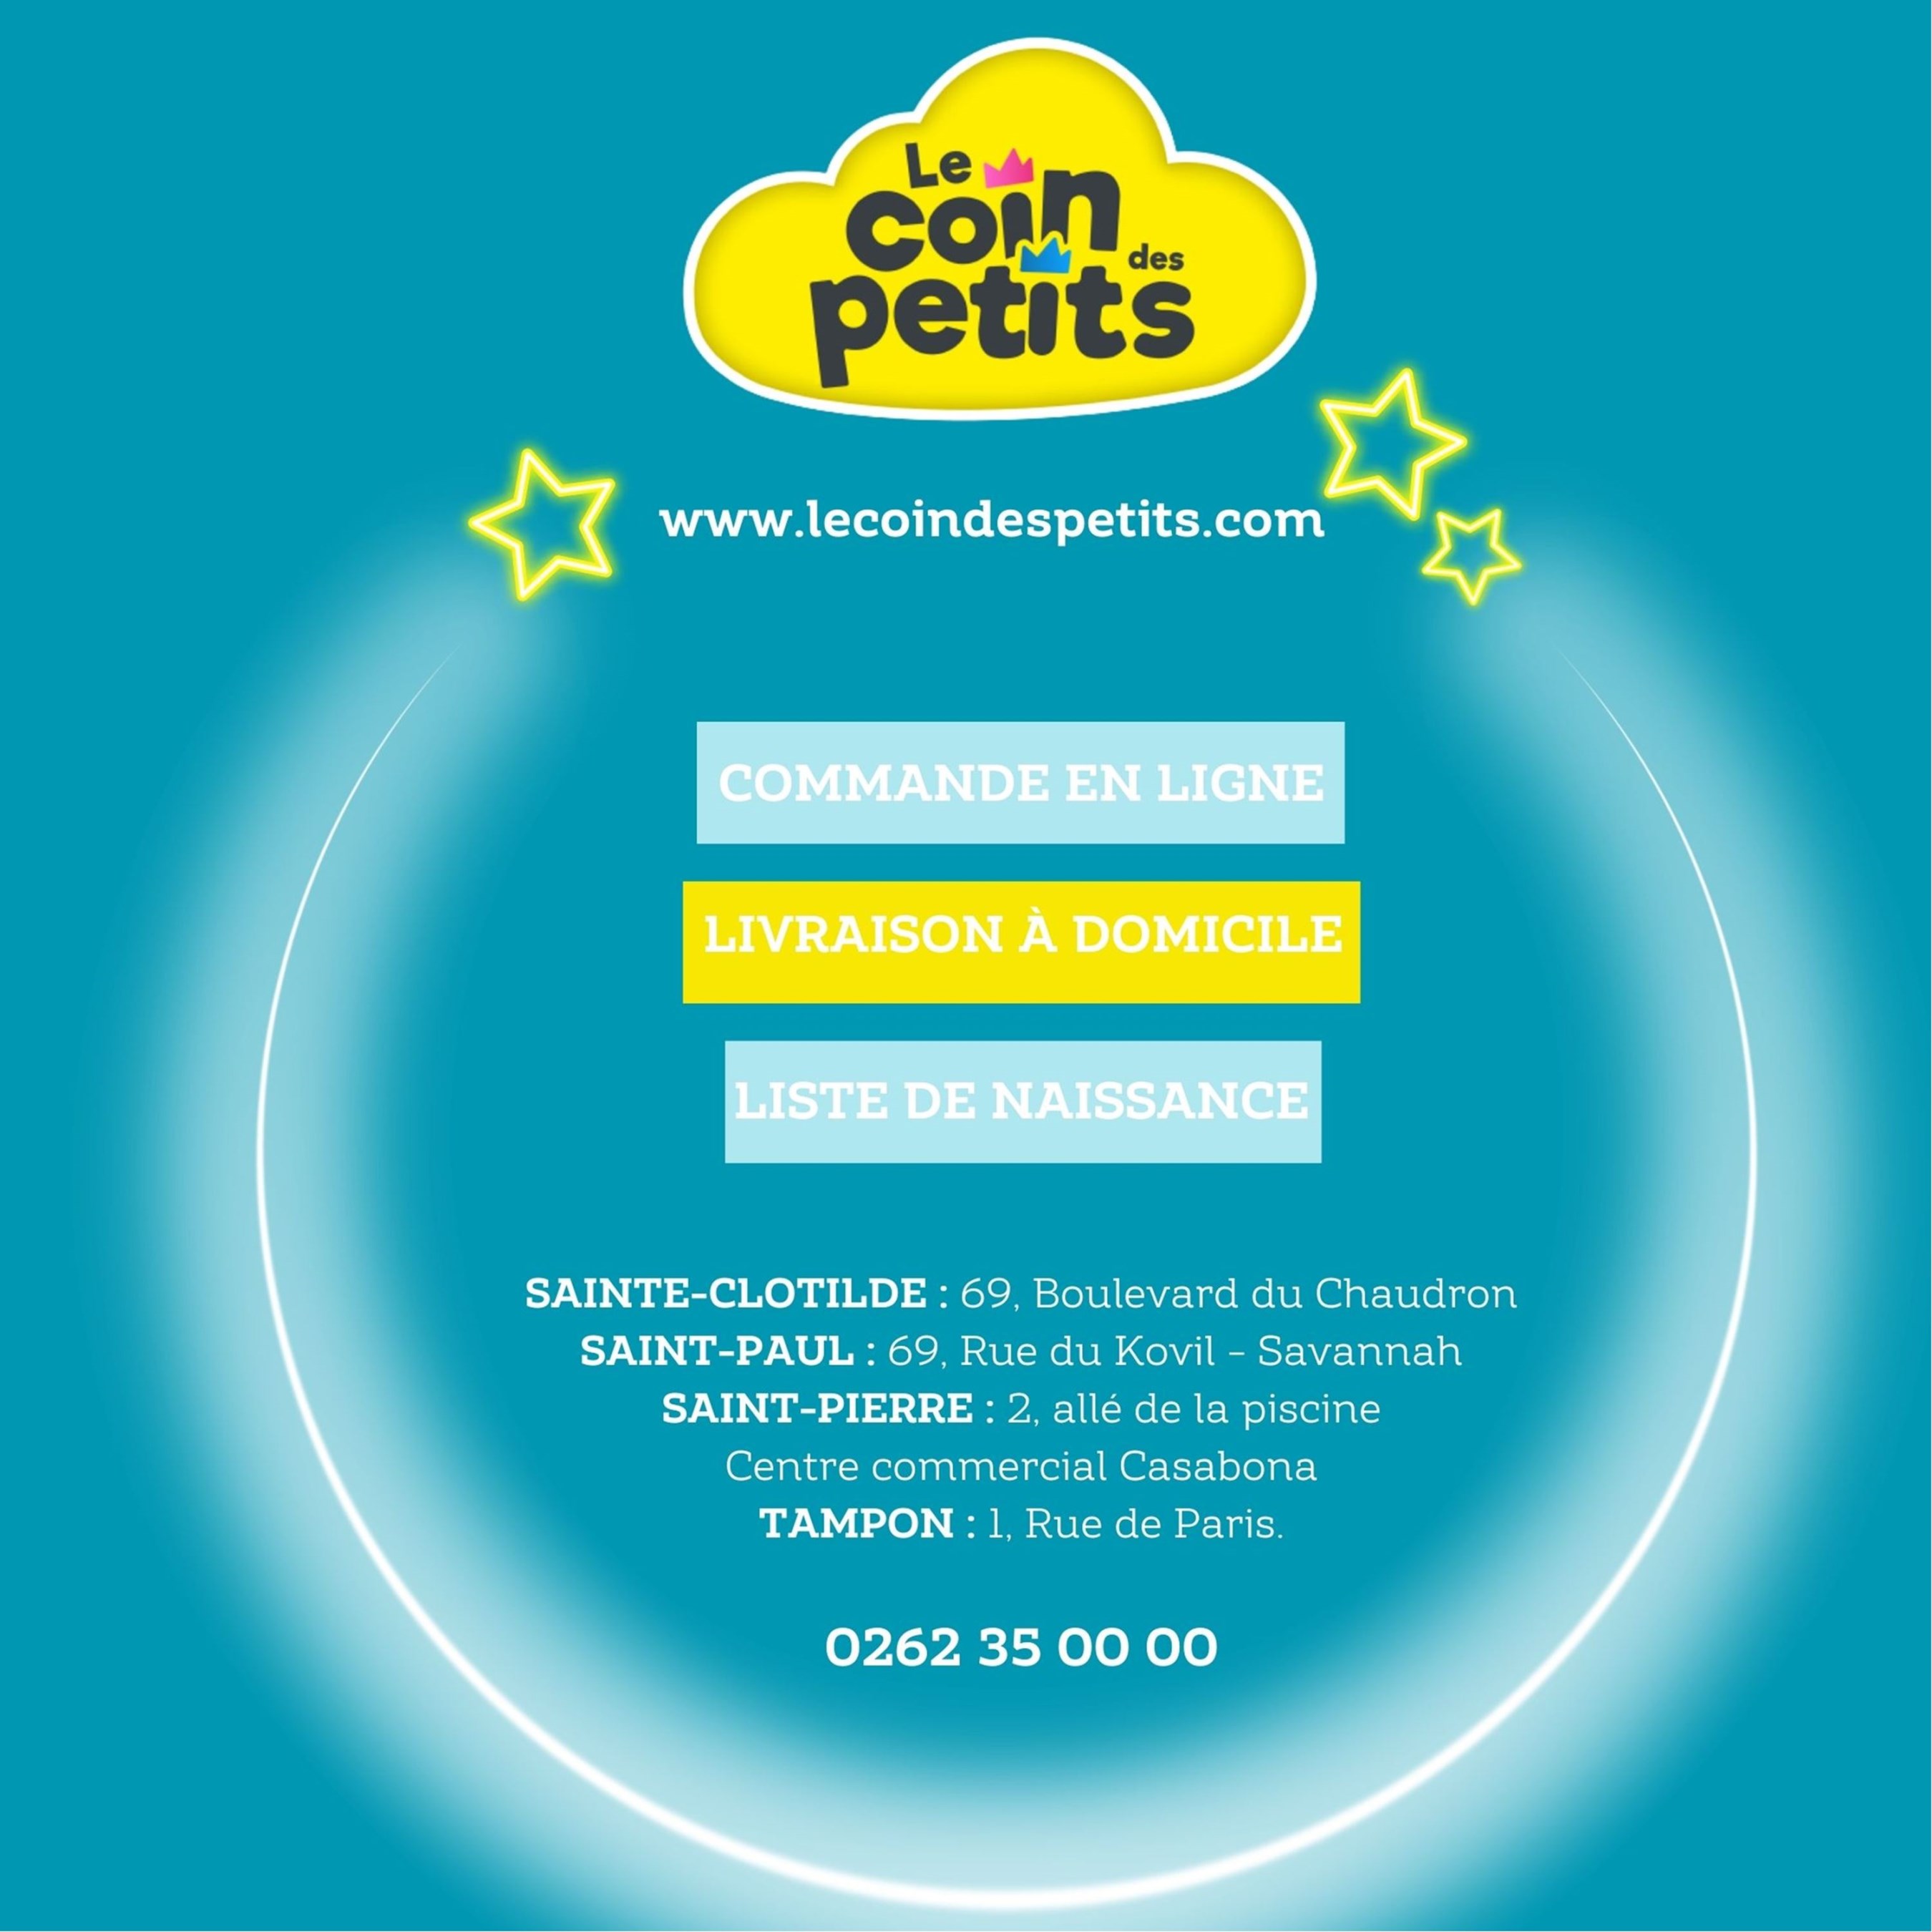 Le
coin
des
petits
www.lecoindespetits.com
COMMANDE EN LIGNE
LIVRAISON À DOMICILE
LISTE DE NAISSANCE
SAINTE-CLOTILDE : 69, Boulevard du Chaudron
SAINT-PAUL : 69, Rue du Kovil - Savannah
SAINT-PIERRE : 2, allé de la piscine
Centre commercial Casabona
TAMPON : 1, Rue de Paris.
0262 35 00 00